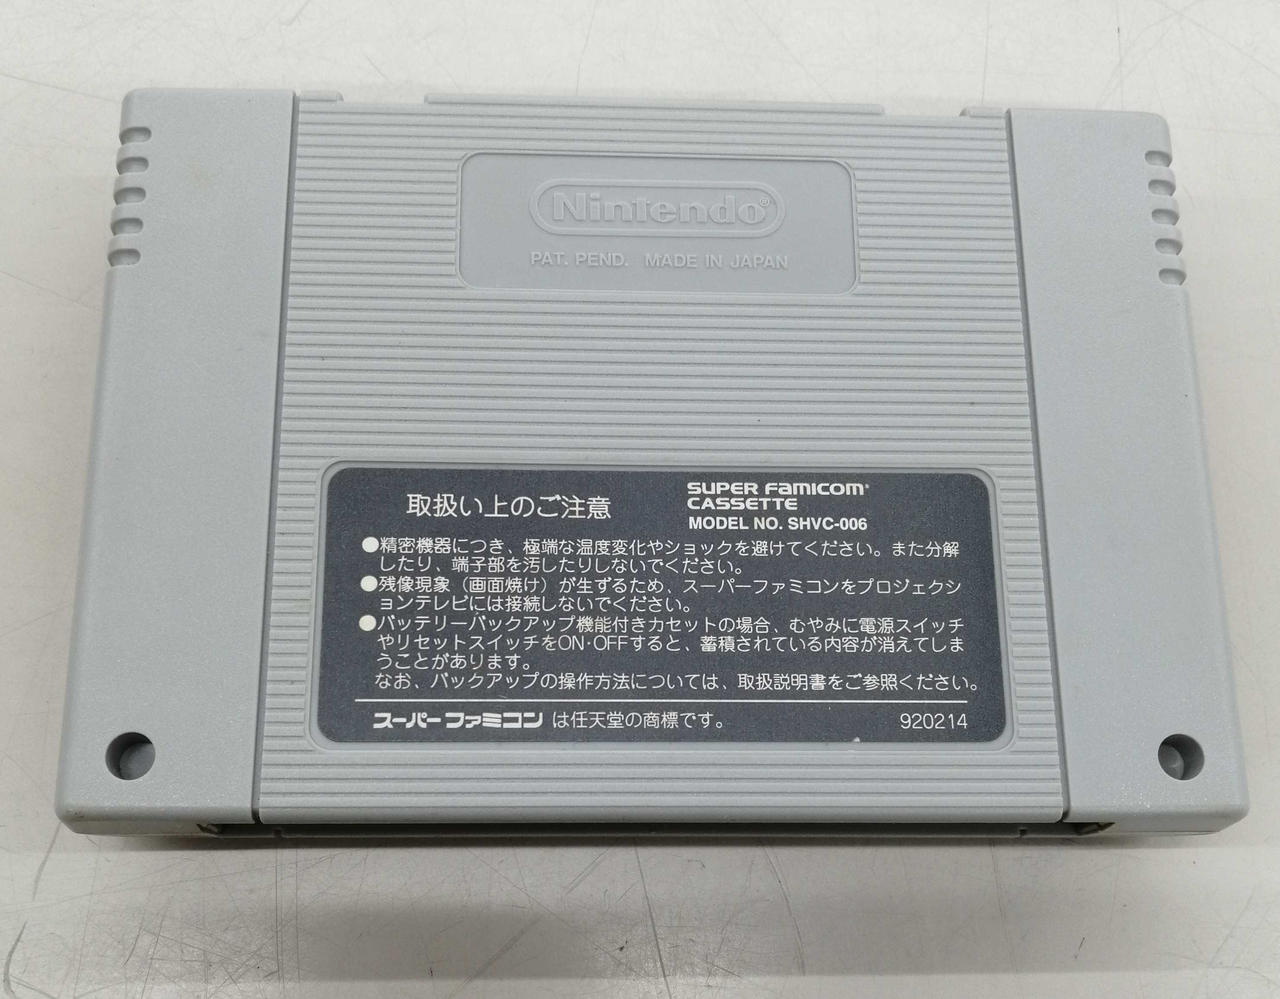 Nintendo®
PAT. PEND. MADE IN JAPAN
取扱い上のご注意
SUPER FAMICOM®
CASSETTE
MODEL NO. SHVC-006
●精密機器につき、極端な温度変化やショックを避けてください。また分解
したり、端子部を汚したりしないでください。
●残像現象（画面焼け）が生ずるため、スーパーファミコンをプロジェクシ
ョンテレビには接続しないでください。
●バッテリーバックアップ機能付きカセットの場合、むやみに電源スイッチ
やリセットスイッチをON・OFFすると、蓄積されている内容が消えてしま
うことがあります。
なお、バックアップの操作方法については、取扱説明書をご参照ください。
スーパーファミコンは任天堂の商標です。
920214